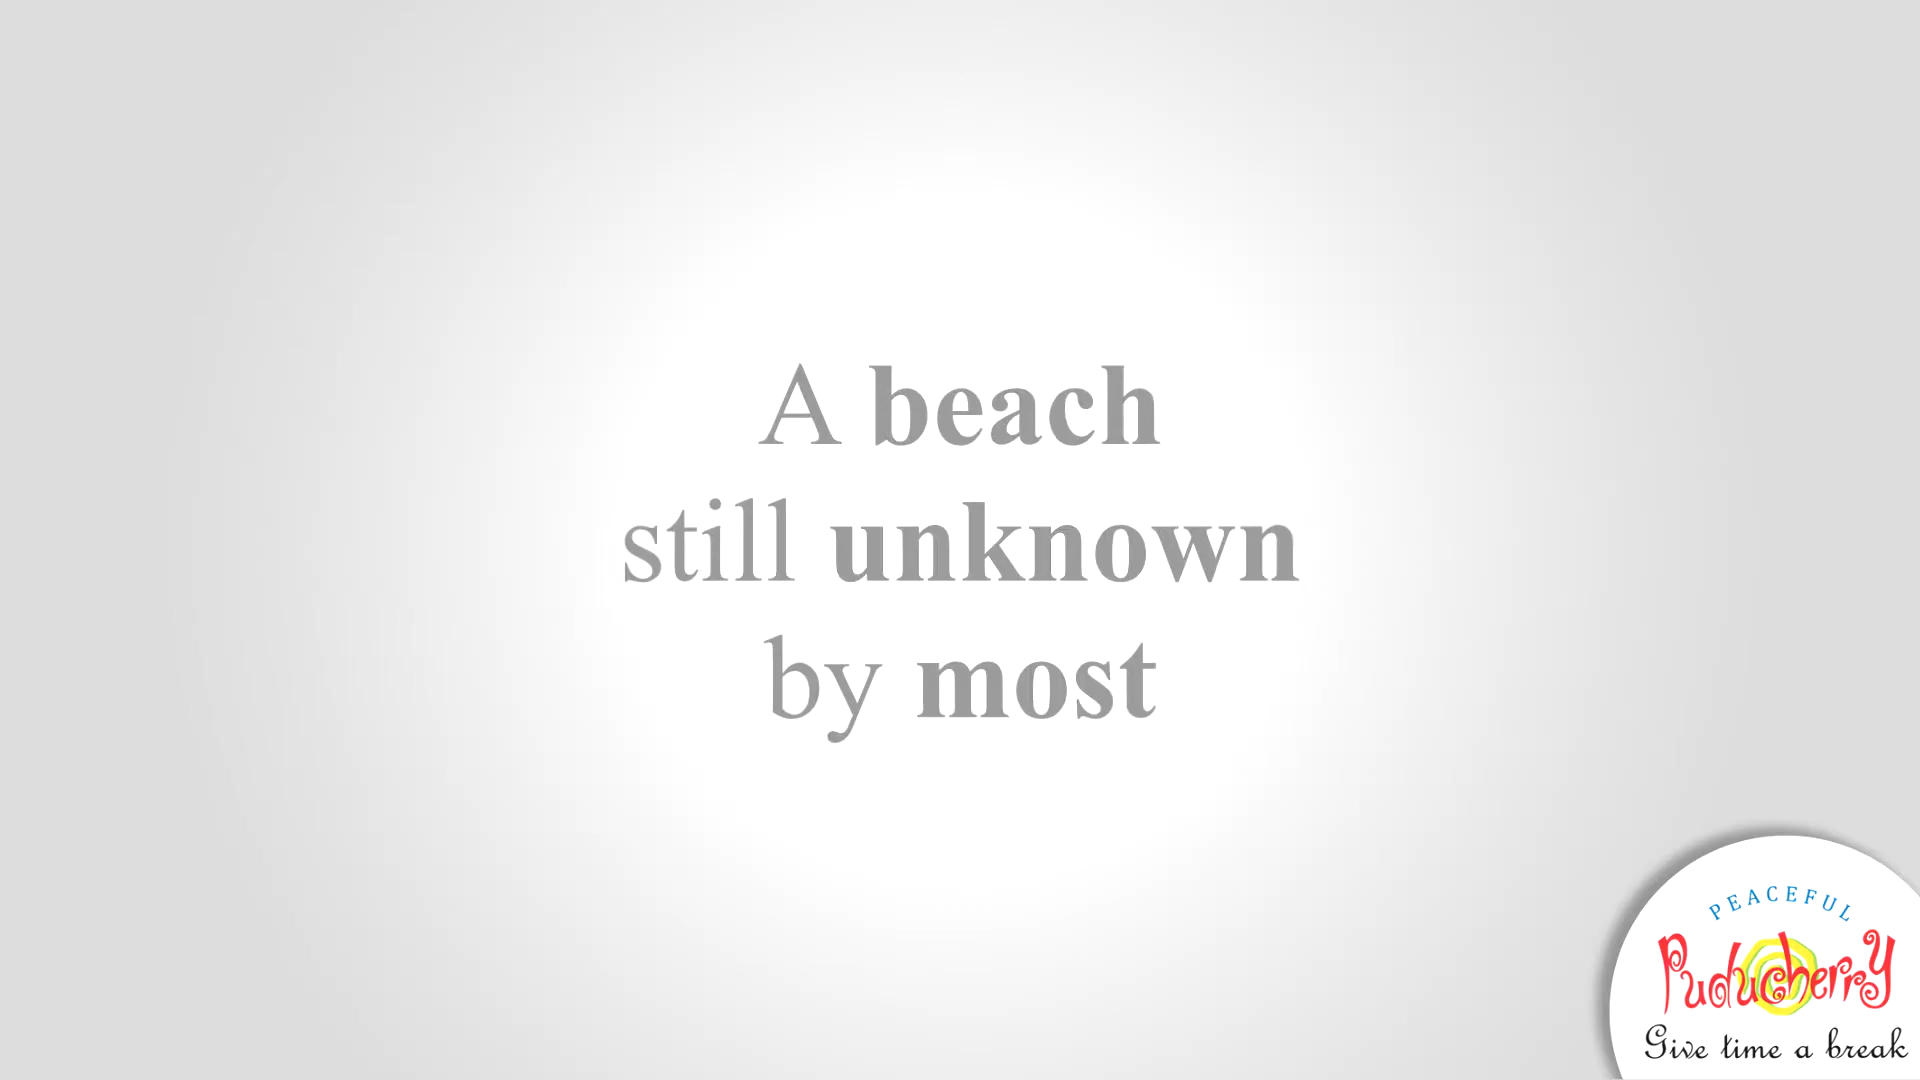 A beach
still unknown
by most
PEACEFUL
Puducherry
Give time a break